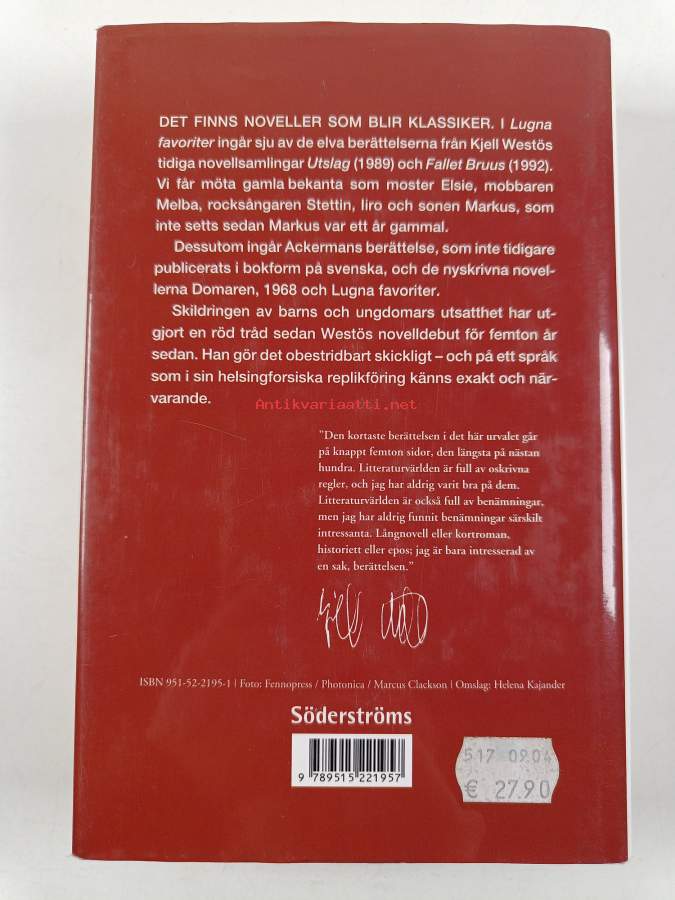 DET FINNS NOVELLER SOM BLIR KLASSIKER. I Lugna
favoriter ingår sju av de elva berättelserna från Kjell Westös
tidiga novellsamlingar Utslag (1989) och Fallet Bruus (1992).
Vi får möta gamla bekanta som moster Elsie, mobbaren
Melba, rocksångaren Stettin, Iiro och sonen Markus, som
inte setts sedan Markus var ett år gammal.
Dessutom ingår Ackermans berättelse, som inte tidigare
publicerats i bokform på svenska, och de nyskrivna novel-
lerna Domaren, 1968 och Lugna favoriter.
Skildringen av barns och ungdomars utsatthet har ut-
gjort en röd tråd sedan Westös novelldebut för femton år
sedan. Han gör det obestridbart skickligt – och på ett språk
som i sin helsingforsiska replikföring känns exakt och när-
varande.
Antikvariaatti.net
”Den kortaste berättelsen i det här urvalet går
på knappt femton sidor, den längsta på nästan
hundra. Litteraturvärlden är full av oskrivna
regler, och jag har aldrig varit bra på dem.
Litteraturvärlden är också full av benämningar,
men jag har aldrig funnit benämningar särskilt
intressanta. Långnovell eller kortroman,
historiett eller epos; jag är bara intresserad av
en sak, berättelsen.”
ISBN 951-52-2195-1 | Foto: Fennopress / Photonica / Marcus Clackson | Omslag: Helena Kajander
Söderströms
9 789515 221957
517 09.04
€ 27.90